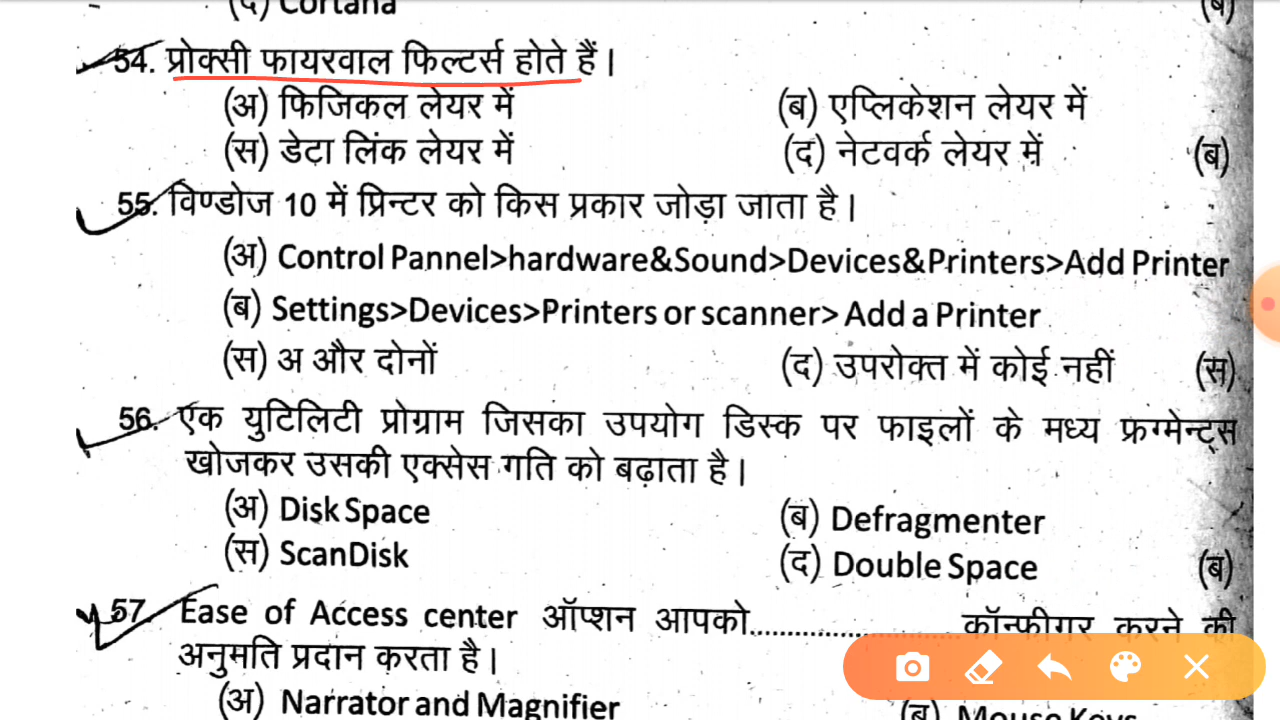 (द) Cortana (ब)
54. प्रोक्सी फायरवाल फिल्टर्स होते हैं।
(अ) फिजिकल लेयर में (ब) एप्लिकेशन लेयर में
(स) डेटा लिंक लेयर में (द) नेटवर्क लेयर में (ब)
55. विण्डोज 10 में प्रिन्टर को किस प्रकार जोड़ा जाता है।
(अ) Control Pannel>hardware&Sound>Devices&Printers>Add Printer
(ब) Settings>Devices>Printers or scanner> Add a Printer
(स) अ और दोनों (द) उपरोक्त में कोई नहीं (स)
56. एक युटिलिटी प्रोग्राम जिसका उपयोग डिस्क पर फाइलों के मध्य फ्रग्मेन्ट्स
खोजकर उसकी एक्सेस गति को बढ़ाता है।
(अ) Disk Space (ब) Defragmenter
(स) ScanDisk (द) Double Space (ब)
57. Ease of Access center ऑप्शन आपको.............................कॉन्फीगर करने की
अनुमति प्रदान करता है।
(अ) Narrator and Magnifier (ब) Mouse Keys